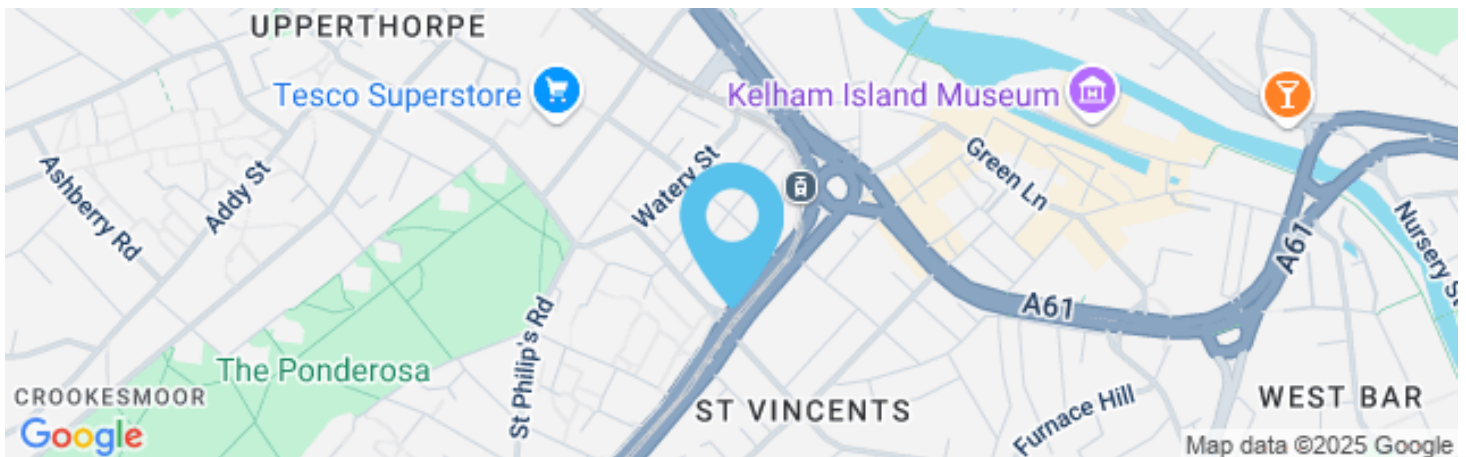 UPPERTHORPE
Tesco Superstore
Kelham Island Museum
Ashberry Rd
Addy St
Watery St
Green Ln
Nursery St
A61
A61
St Philip's Rd
The Ponderosa
CROOKESMOOR
ST VINCENTS
Furnace Hill
WEST BAR
Google
Map data ©2025 Google